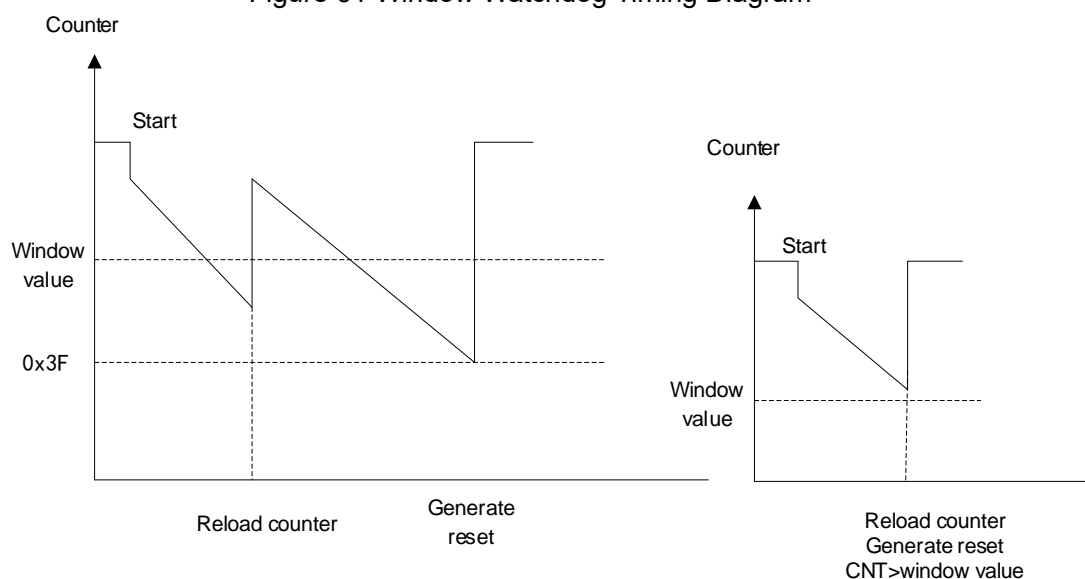 Counter
Start
Window
value
0x3F
Reload counter
Generate
reset
Counter
Start
Window
value
Reload counter
Generate reset
CNT>window value